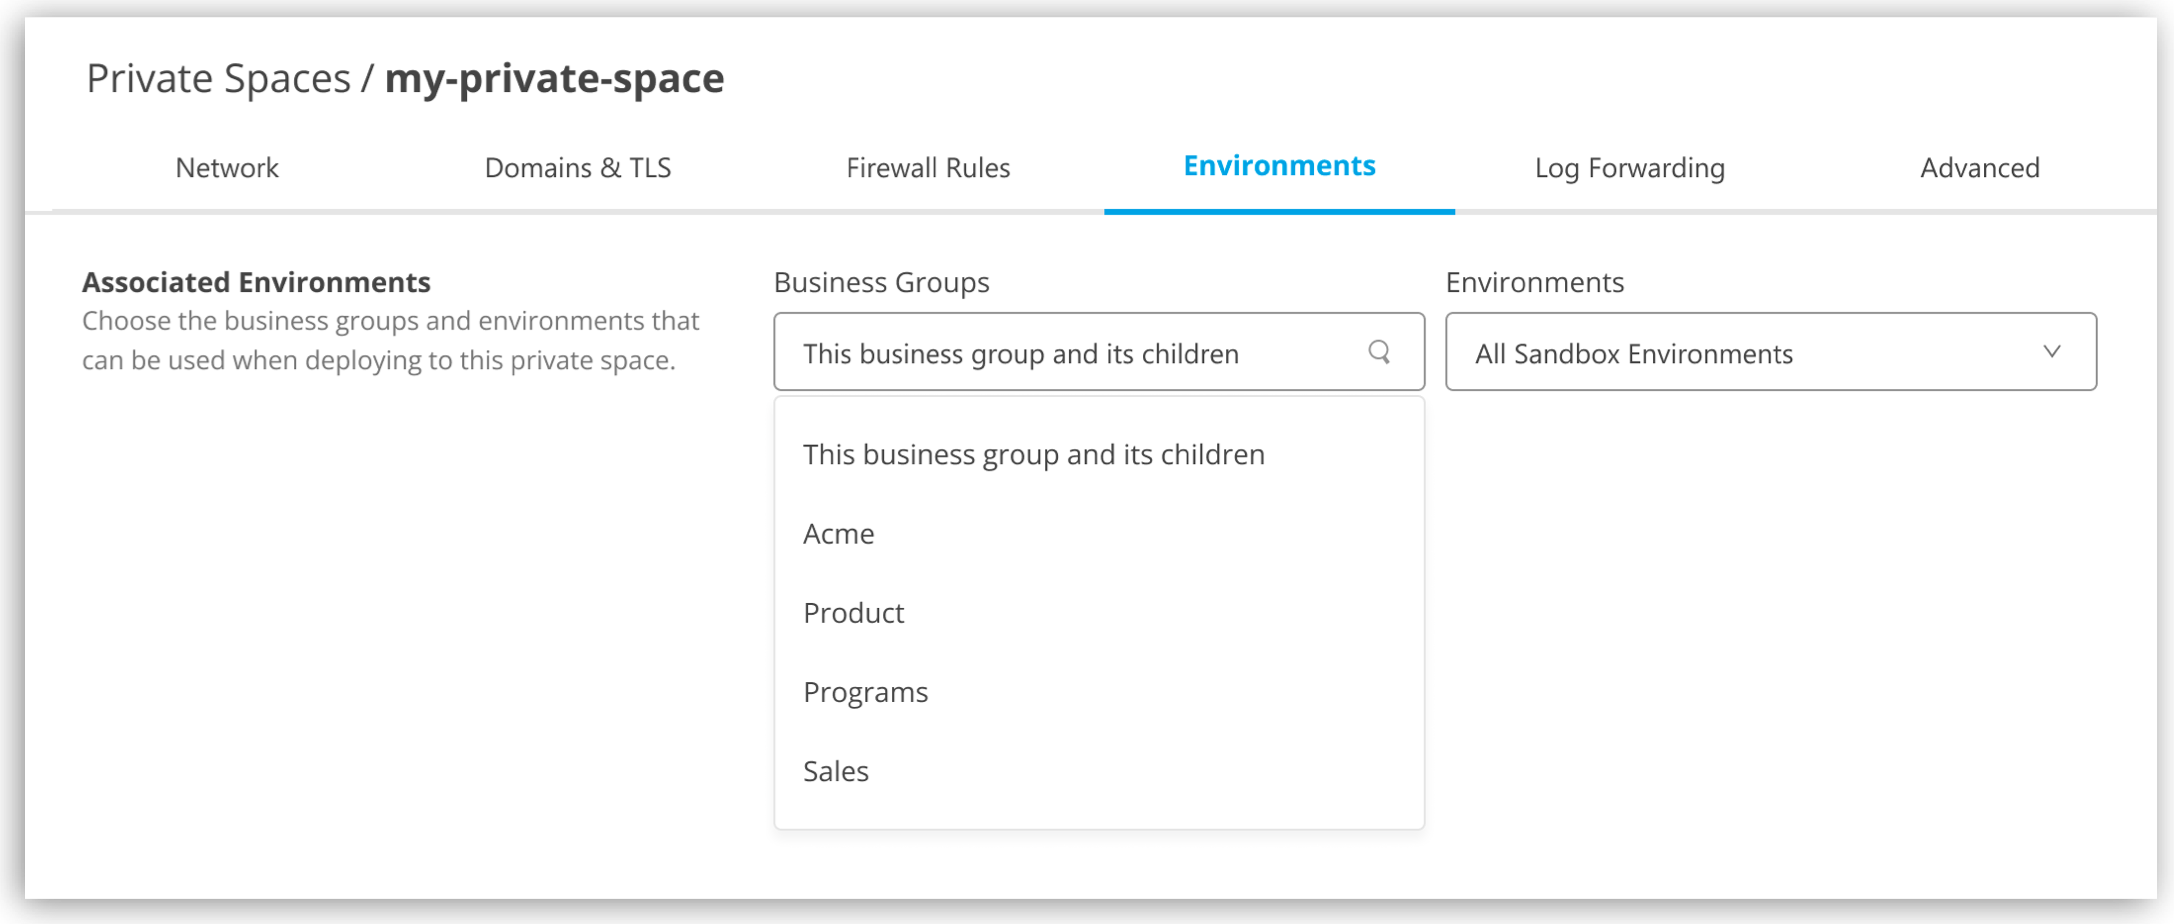 Private Spaces / my-private-space
Network Domains & TLS Firewall Rules Environments Log Forwarding Advanced
Associated Environments
Choose the business groups and environments that
can be used when deploying to this private space.
Business Groups
This business group and its children
This business group and its children
Acme
Product
Programs
Sales
Environments
All Sandbox Environments